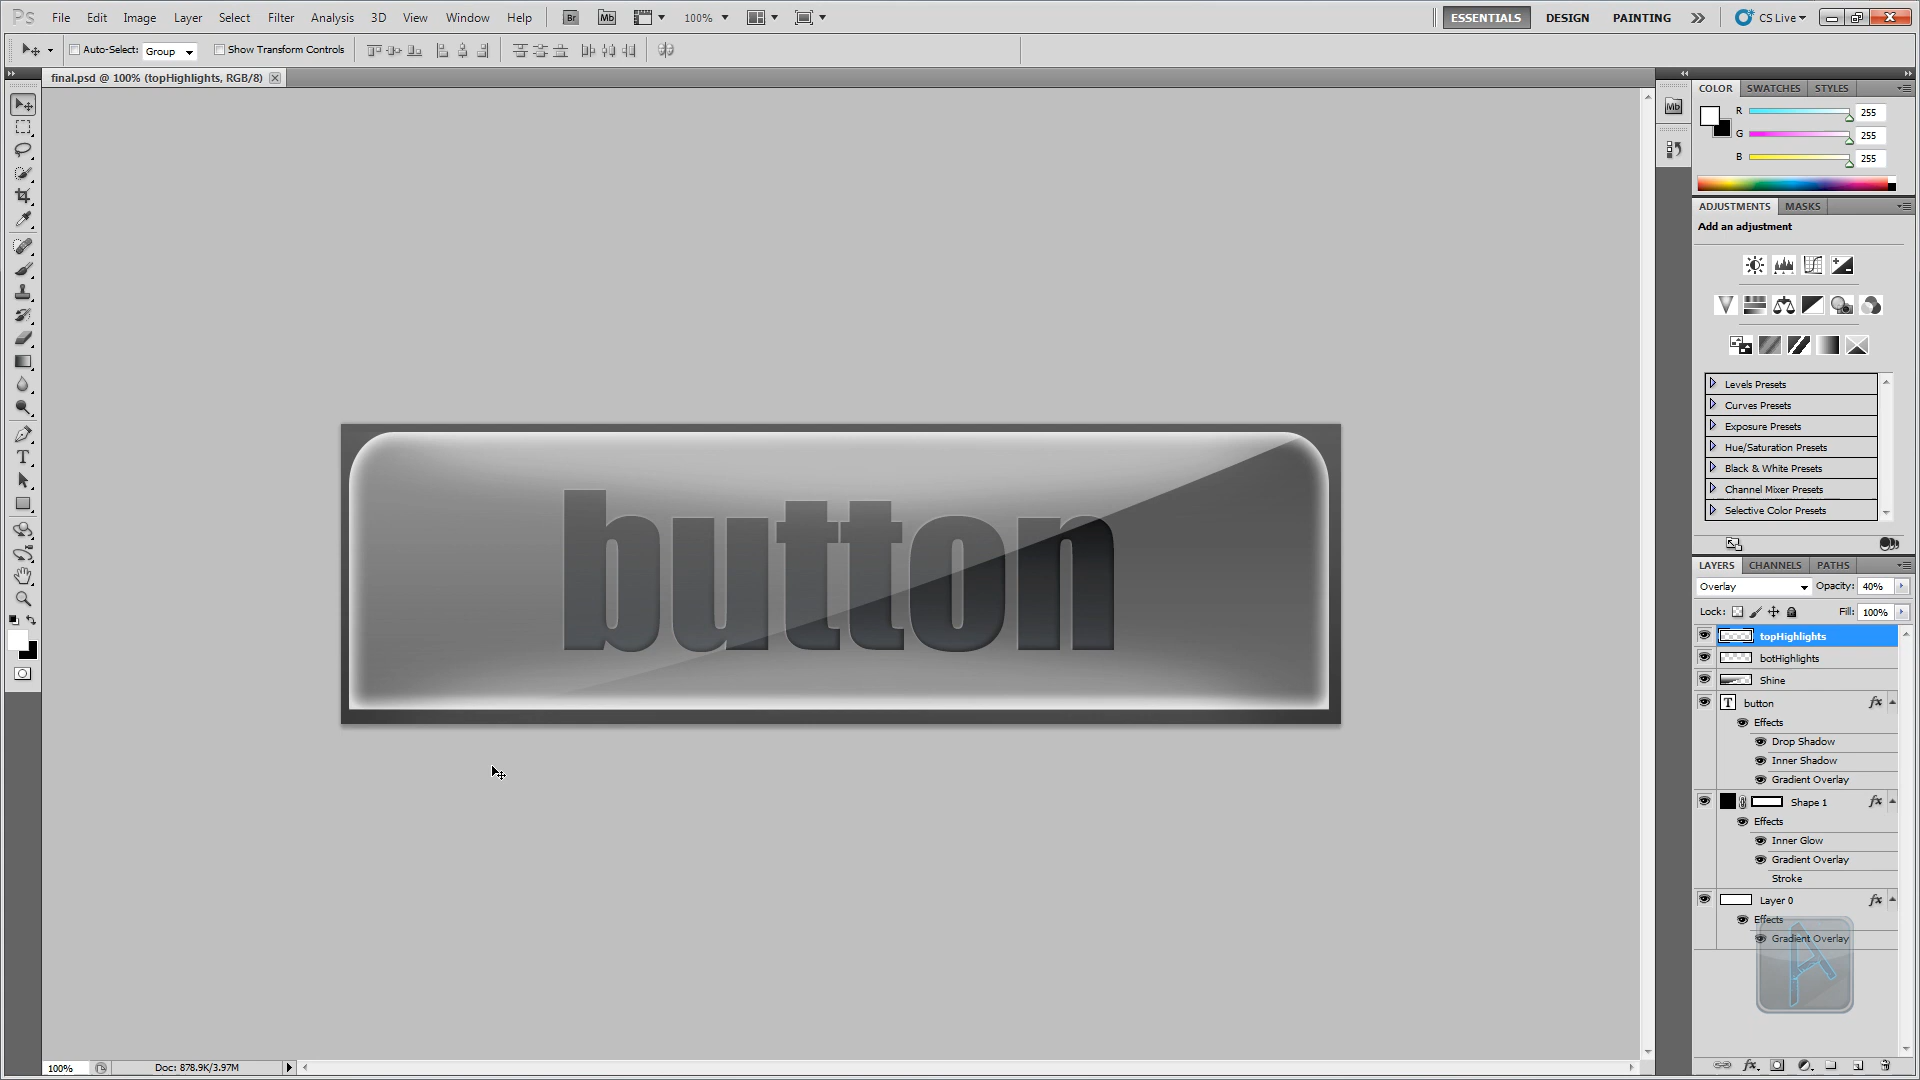 Ps File Edit Image Layer Select Filter Analysis 3D View Window Help Br Mb 100% ESSENTIALS DESIGN PAINTING CS Live
Auto-Select: Group Show Transform Controls
final.psd @ 100% (topHighlights, RGB/8)
COLOR SWATCHES STYLES
Mb
R 255
G 255
B 255
ADJUSTMENTS MASKS
Add an adjustment
Levels Presets
Curves Presets
Exposure Presets
Hue/Saturation Presets
Black & White Presets
Channel Mixer Presets
Selective Color Presets
button
LAYERS CHANNELS PATHS
Overlay Opacity: 40%
Lock: Fill: 100%
topHighlights
botHighlights
Shine
T button fx
Effects
Drop Shadow
Inner Shadow
Gradient Overlay
Shape 1 fx
Effects
Inner Glow
Gradient Overlay
Stroke
Layer 0 fx
Effects
Gradient Overlay
A
100% Doc: 878.9K/3.97M
fx